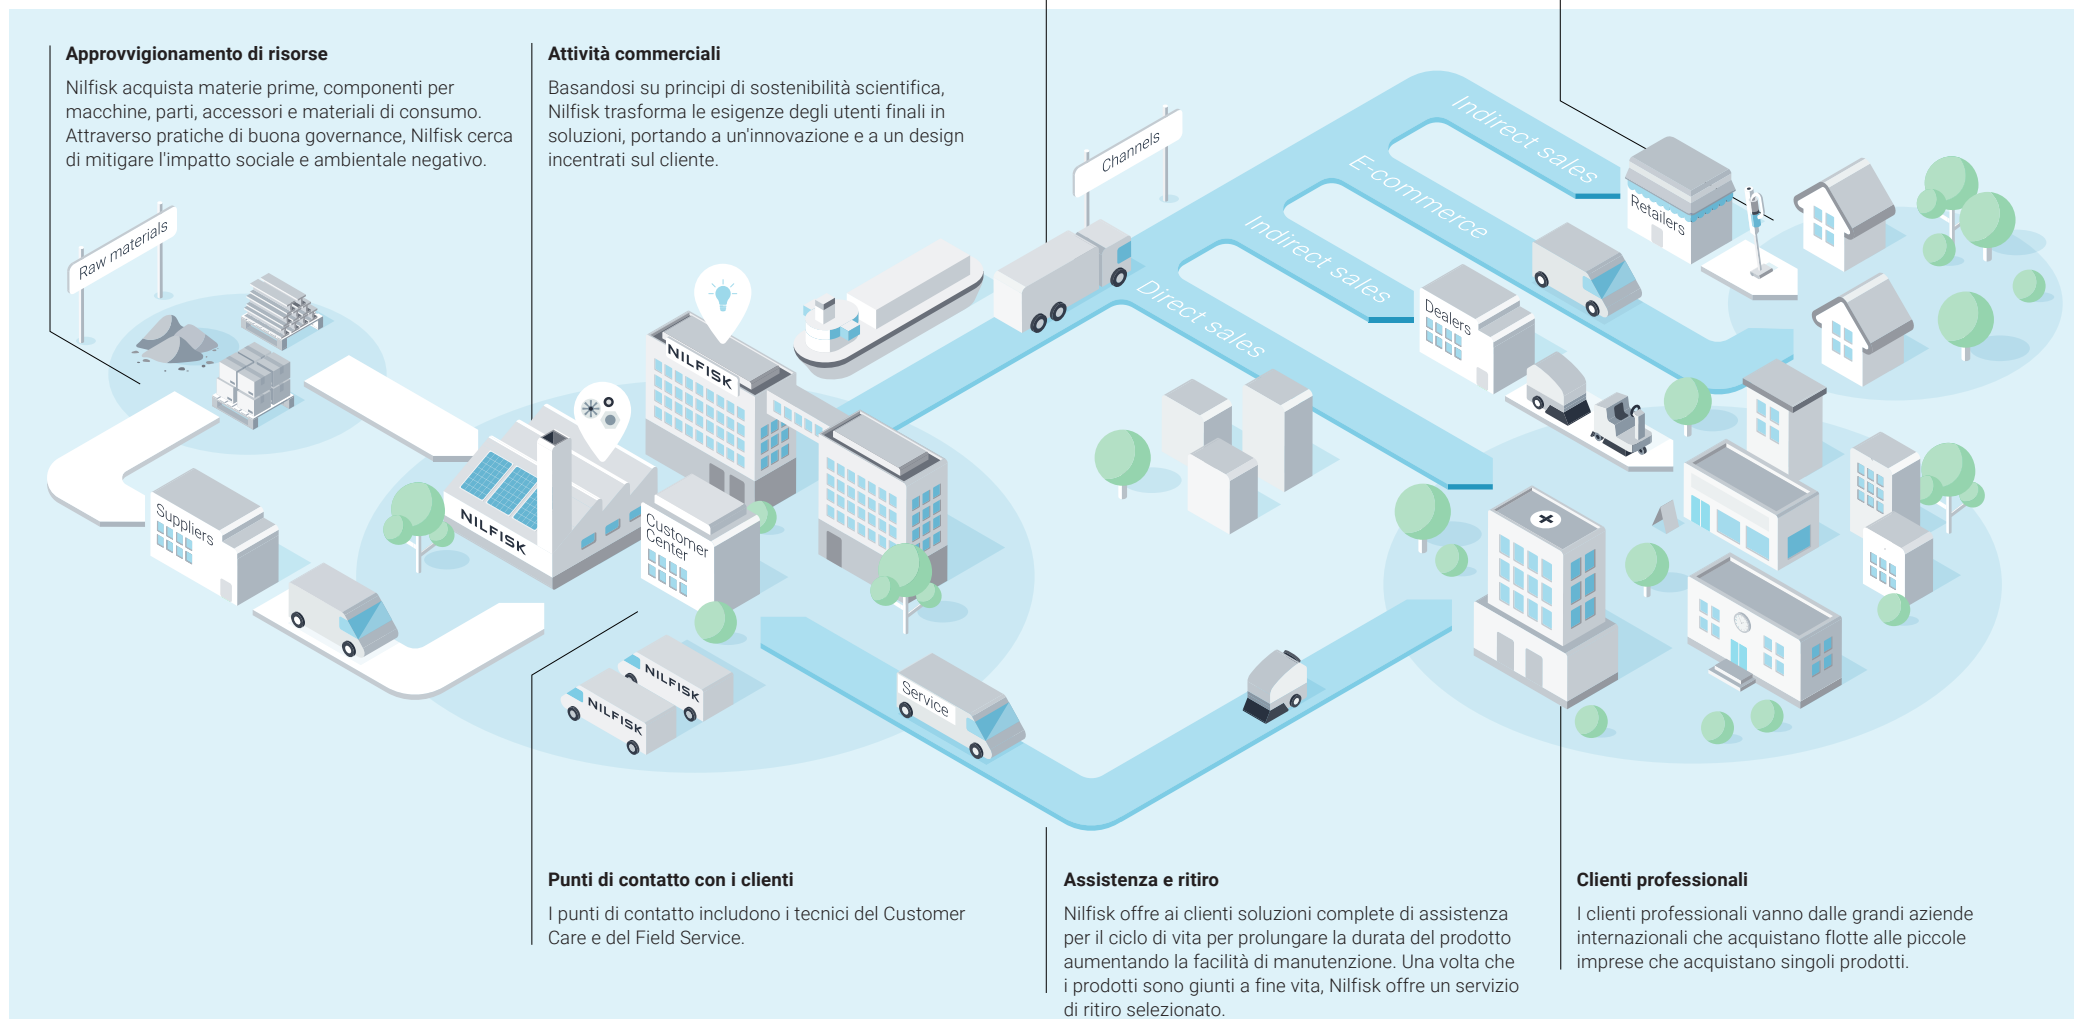 Approvvigionamento di risorse
Nilfisk acquista materie prime, componenti per
macchine, parti, accessori e materiali di consumo.
Attraverso pratiche di buona governance, Nilfisk cerca
di mitigare l'impatto sociale e ambientale negativo.
Attività commerciali
Basandosi su principi di sostenibilità scientifica,
Nilfisk trasforma le esigenze degli utenti finali in
soluzioni, portando a un'innovazione e a un design
incentrati sul cliente.
Raw materials
Channels
Indirect sales
E-commerce
Indirect sales
Direct sales
Retailers
Dealers
NILFISK
NILFISK
Suppliers
Customer
Center
NILFISK
NILFISK
Service
Punti di contatto con i clienti
I punti di contatto includono i tecnici del Customer
Care e del Field Service.
Assistenza e ritiro
Nilfisk offre ai clienti soluzioni complete di assistenza
per il ciclo di vita per prolungare la durata del prodotto
aumentando la facilità di manutenzione. Una volta che
i prodotti sono giunti a fine vita, Nilfisk offre un servizio
di ritiro selezionato.
Clienti professionali
I clienti professionali vanno dalle grandi aziende
internazionali che acquistano flotte alle piccole
imprese che acquistano singoli prodotti.